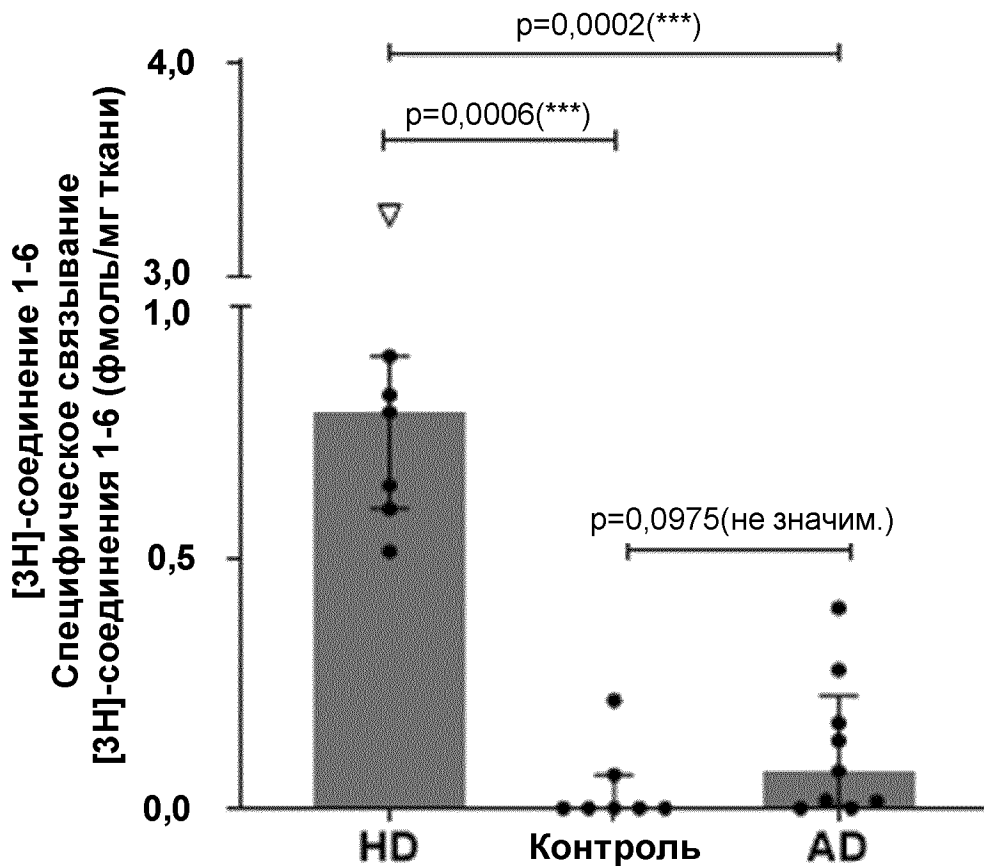 p=0,0002(***)
4,0
p=0,0006(***)
3,0
1,0
[3H]-соединение 1-6
Специфическое связывание
[3H]-соединения 1-6 (фмоль/мг ткани)
p=0,0975(не значим.)
0,5
0,0
HD Контроль AD